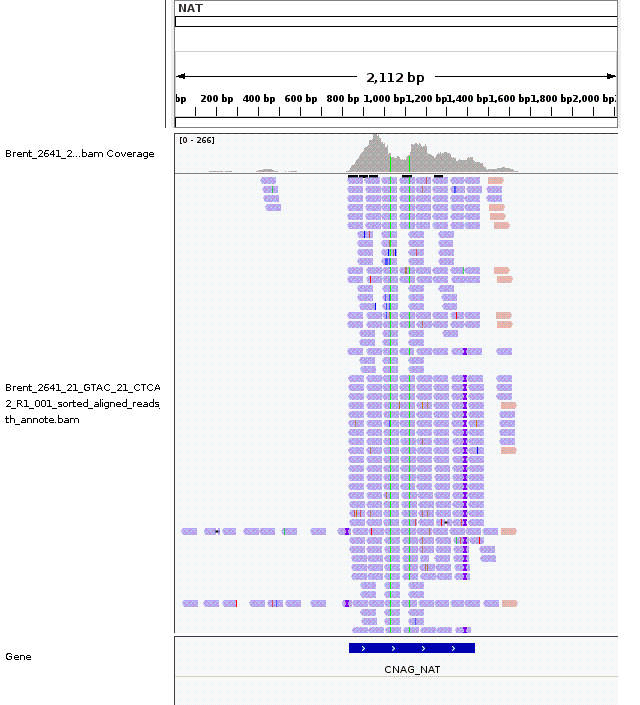 NAT
2,112 bp
bp 200 bp 400 bp 600 bp 800 bp 1,000 bp 1,200 bp 1,400 bp 1,600 bp 1,800 bp 2,000 bp
[0 - 266]
Brent_2641_2...bam Coverage
Brent_2641_21_GTAC_21_CTCA
2_R1_001_sorted_aligned_reads_
th_annote.bam
Gene
CNAG_NAT